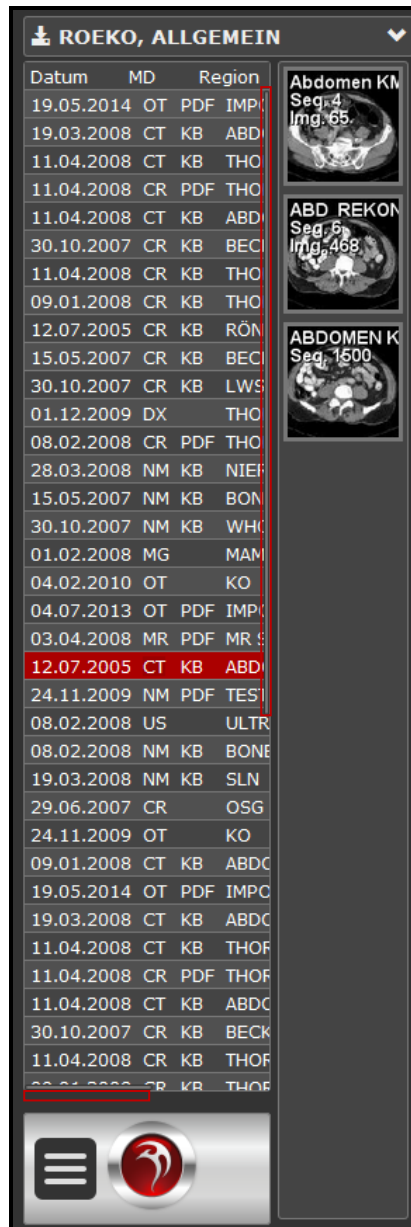 ROEKO, ALLGEMEIN
Datum MD Region
19.05.2014 OT PDF IMPO
19.03.2008 CT KB ABD
11.04.2008 CT KB THO
11.04.2008 CR PDF THO
11.04.2008 CT KB ABD
30.10.2007 CR KB BEC
11.04.2008 CR KB THO
09.01.2008 CR KB THO
12.07.2005 CR KB RÖN
15.05.2007 CR KB BEC
30.10.2007 CR KB LWS
01.12.2009 DX THO
08.02.2008 CR PDF THO
28.03.2008 NM KB NIER
15.05.2007 NM KB BON
30.10.2007 NM KB WHO
01.02.2008 MG MAM
04.02.2010 OT KO
04.07.2013 OT PDF IMPO
03.04.2008 MR PDF MR S
12.07.2005 CT KB ABD
24.11.2009 NM PDF TEST
08.02.2008 US ULTR
08.02.2008 NM KB BONE
19.03.2008 NM KB SLN
29.06.2007 CR OSG
24.11.2009 OT KO
09.01.2008 CT KB ABDO
19.05.2014 OT PDF IMPO
19.03.2008 CT KB ABDO
11.04.2008 CT KB THOR
11.04.2008 CR PDF THOR
11.04.2008 CT KB ABDO
30.10.2007 CR KB BECK
11.04.2008 CR KB THOR
09.01.2008 CR KB THOR
Abdomen KM
Seq. 4
Img. 65
ABD REKON
Seq. 6
Img. 468
ABDOMEN K
Seq. 1500